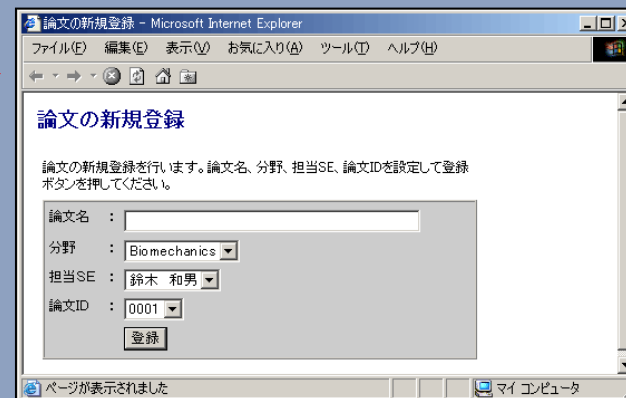 論文の新規登録 - Microsoft Internet Explorer
ファイル(F) 編集(E) 表示(V) お気に入り(A) ツール(T) ヘルプ(H)
論文の新規登録
論文の新規登録を行います。論文名、分野、担当SE、論文IDを設定して登録
ボタンを押してください。
論文名 :
分野 : Biomechanics
担当SE : 鈴木 和男
論文ID : 0001
登録
ページが表示されました マイ コンピュータ